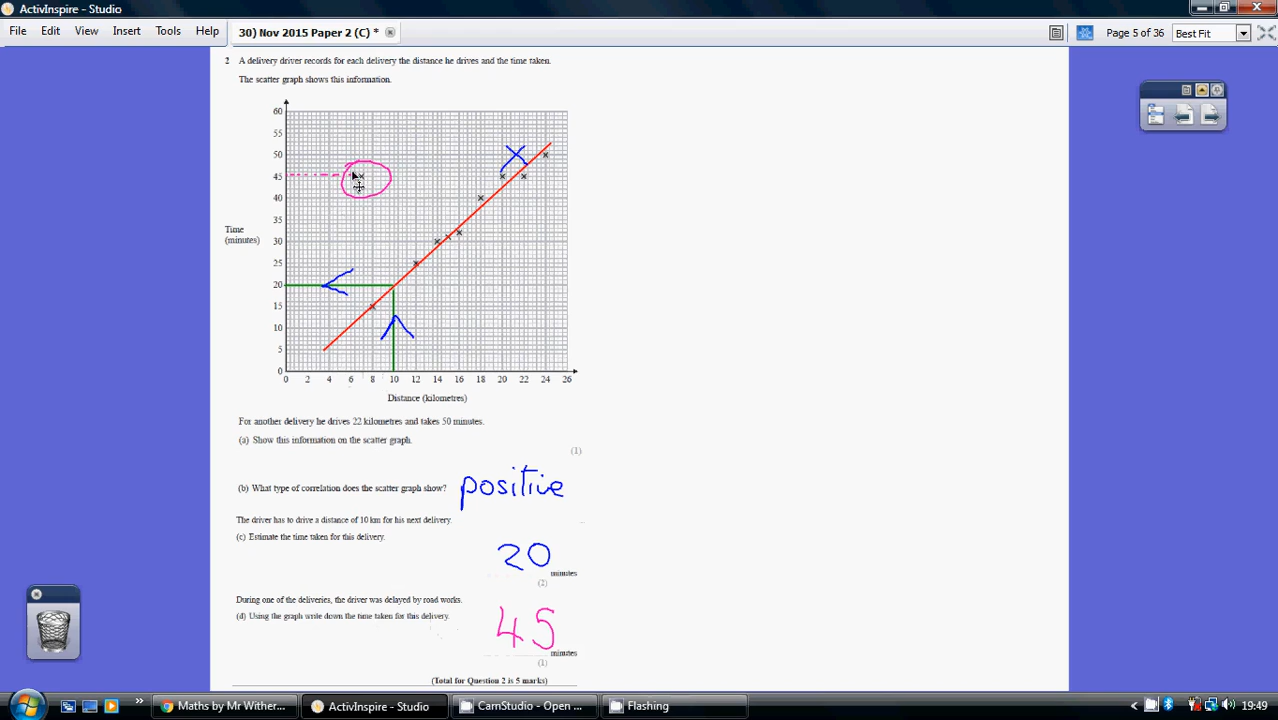 ActivInspire - Studio
File Edit View Insert Tools Help
30) Nov 2015 Paper 2 (C) *
Page 5 of 36
Best Fit
2 A delivery driver records for each delivery the distance he drives and the time taken.
The scatter graph shows this information.
60
55
50
45
40
35
30
25
20
15
10
5
0
Time
(minutes)
0 2 4 6 8 10 12 14 16 18 20 22 24 26
Distance (kilometres)
For another delivery he drives 22 kilometres and takes 50 minutes.
(a) Show this information on the scatter graph.
(1)
(b) What type of correlation does the scatter graph show? positive
The driver has to drive a distance of 10 km for his next delivery.
(c) Estimate the time taken for this delivery.
20 minutes
(2)
During one of the deliveries, the driver was delayed by road works.
(d) Using the graph write down the time taken for this delivery.
45 minutes
(1)
(Total for Question 2 is 5 marks)
Maths by Mr Wither...
ActivInspire - Studio
CamStudio - Open ...
Flashing
19:49